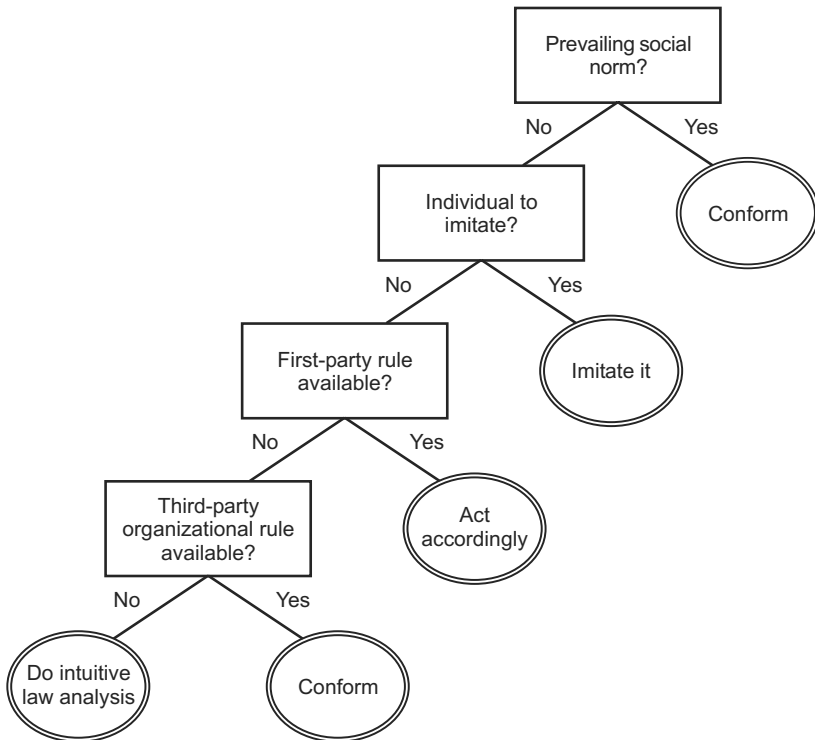 Prevailing social
norm?
No
Yes
Individual to
imitate?
Conform
No
Yes
First-party rule
available?
Imitate it
No
Yes
Third-party
organizational rule
available?
Act
accordingly
No
Yes
Do intuitive
law analysis
Conform